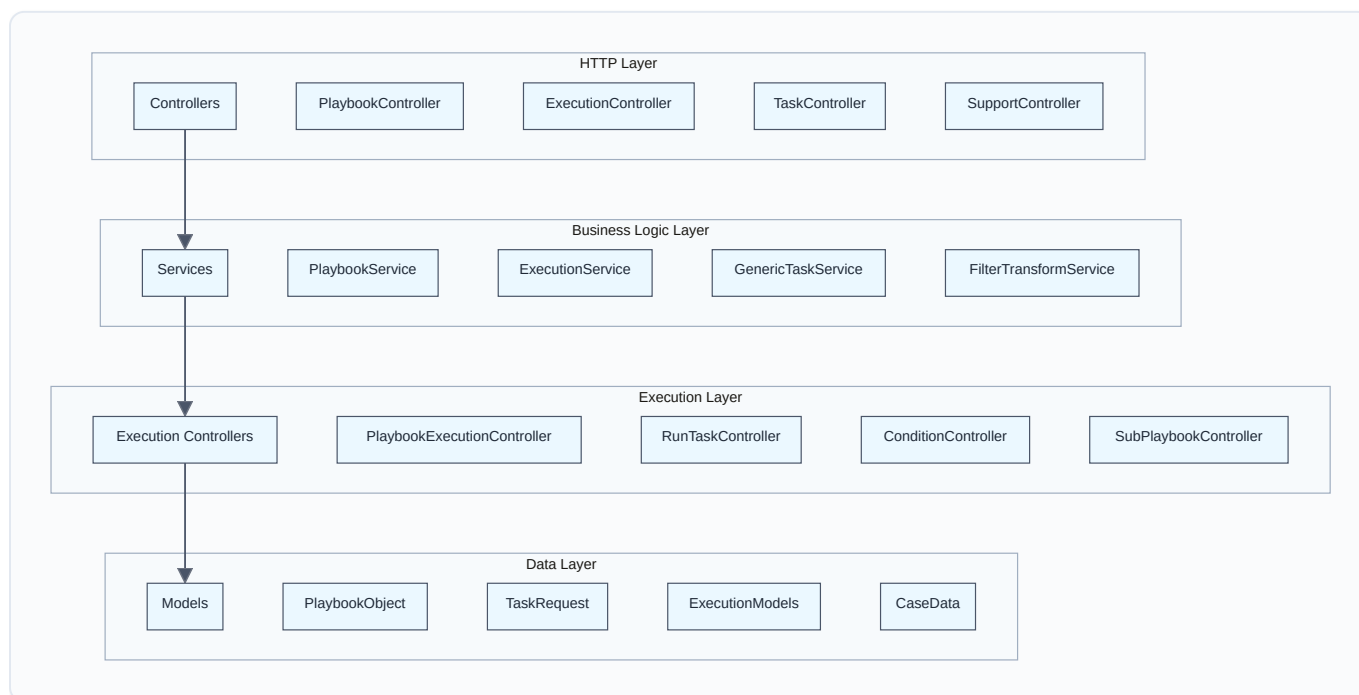 HTTP Layer
Controllers
PlaybookController
ExecutionController
TaskController
SupportController
Business Logic Layer
Services
PlaybookService
ExecutionService
GenericTaskService
FilterTransformService
Execution Layer
Execution Controllers
PlaybookExecutionController
RunTaskController
ConditionController
SubPlaybookController
Data Layer
Models
PlaybookObject
TaskRequest
ExecutionModels
CaseData